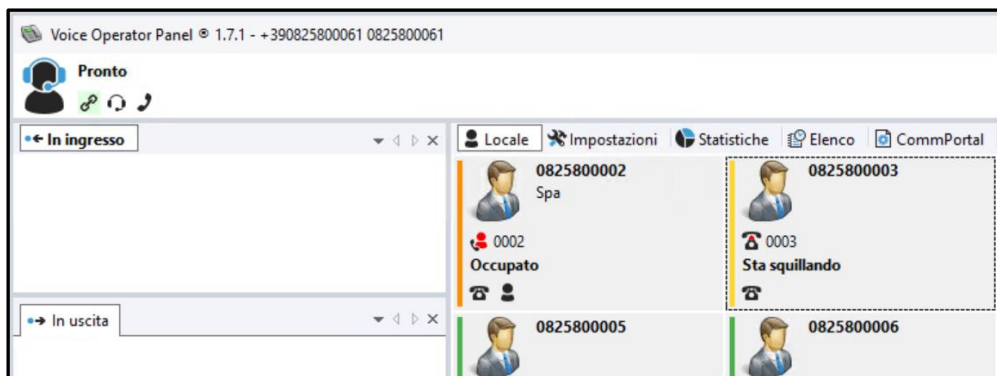 Voice Operator Panel ® 1.7.1 - +390825800061 0825800061
Pronto
In ingresso
Locale Impostazioni Statistiche Elenco CommPortal
0825800002
Spa
0002
Occupato
0825800003
0003
Sta squillando
In uscita
0825800005
0825800006